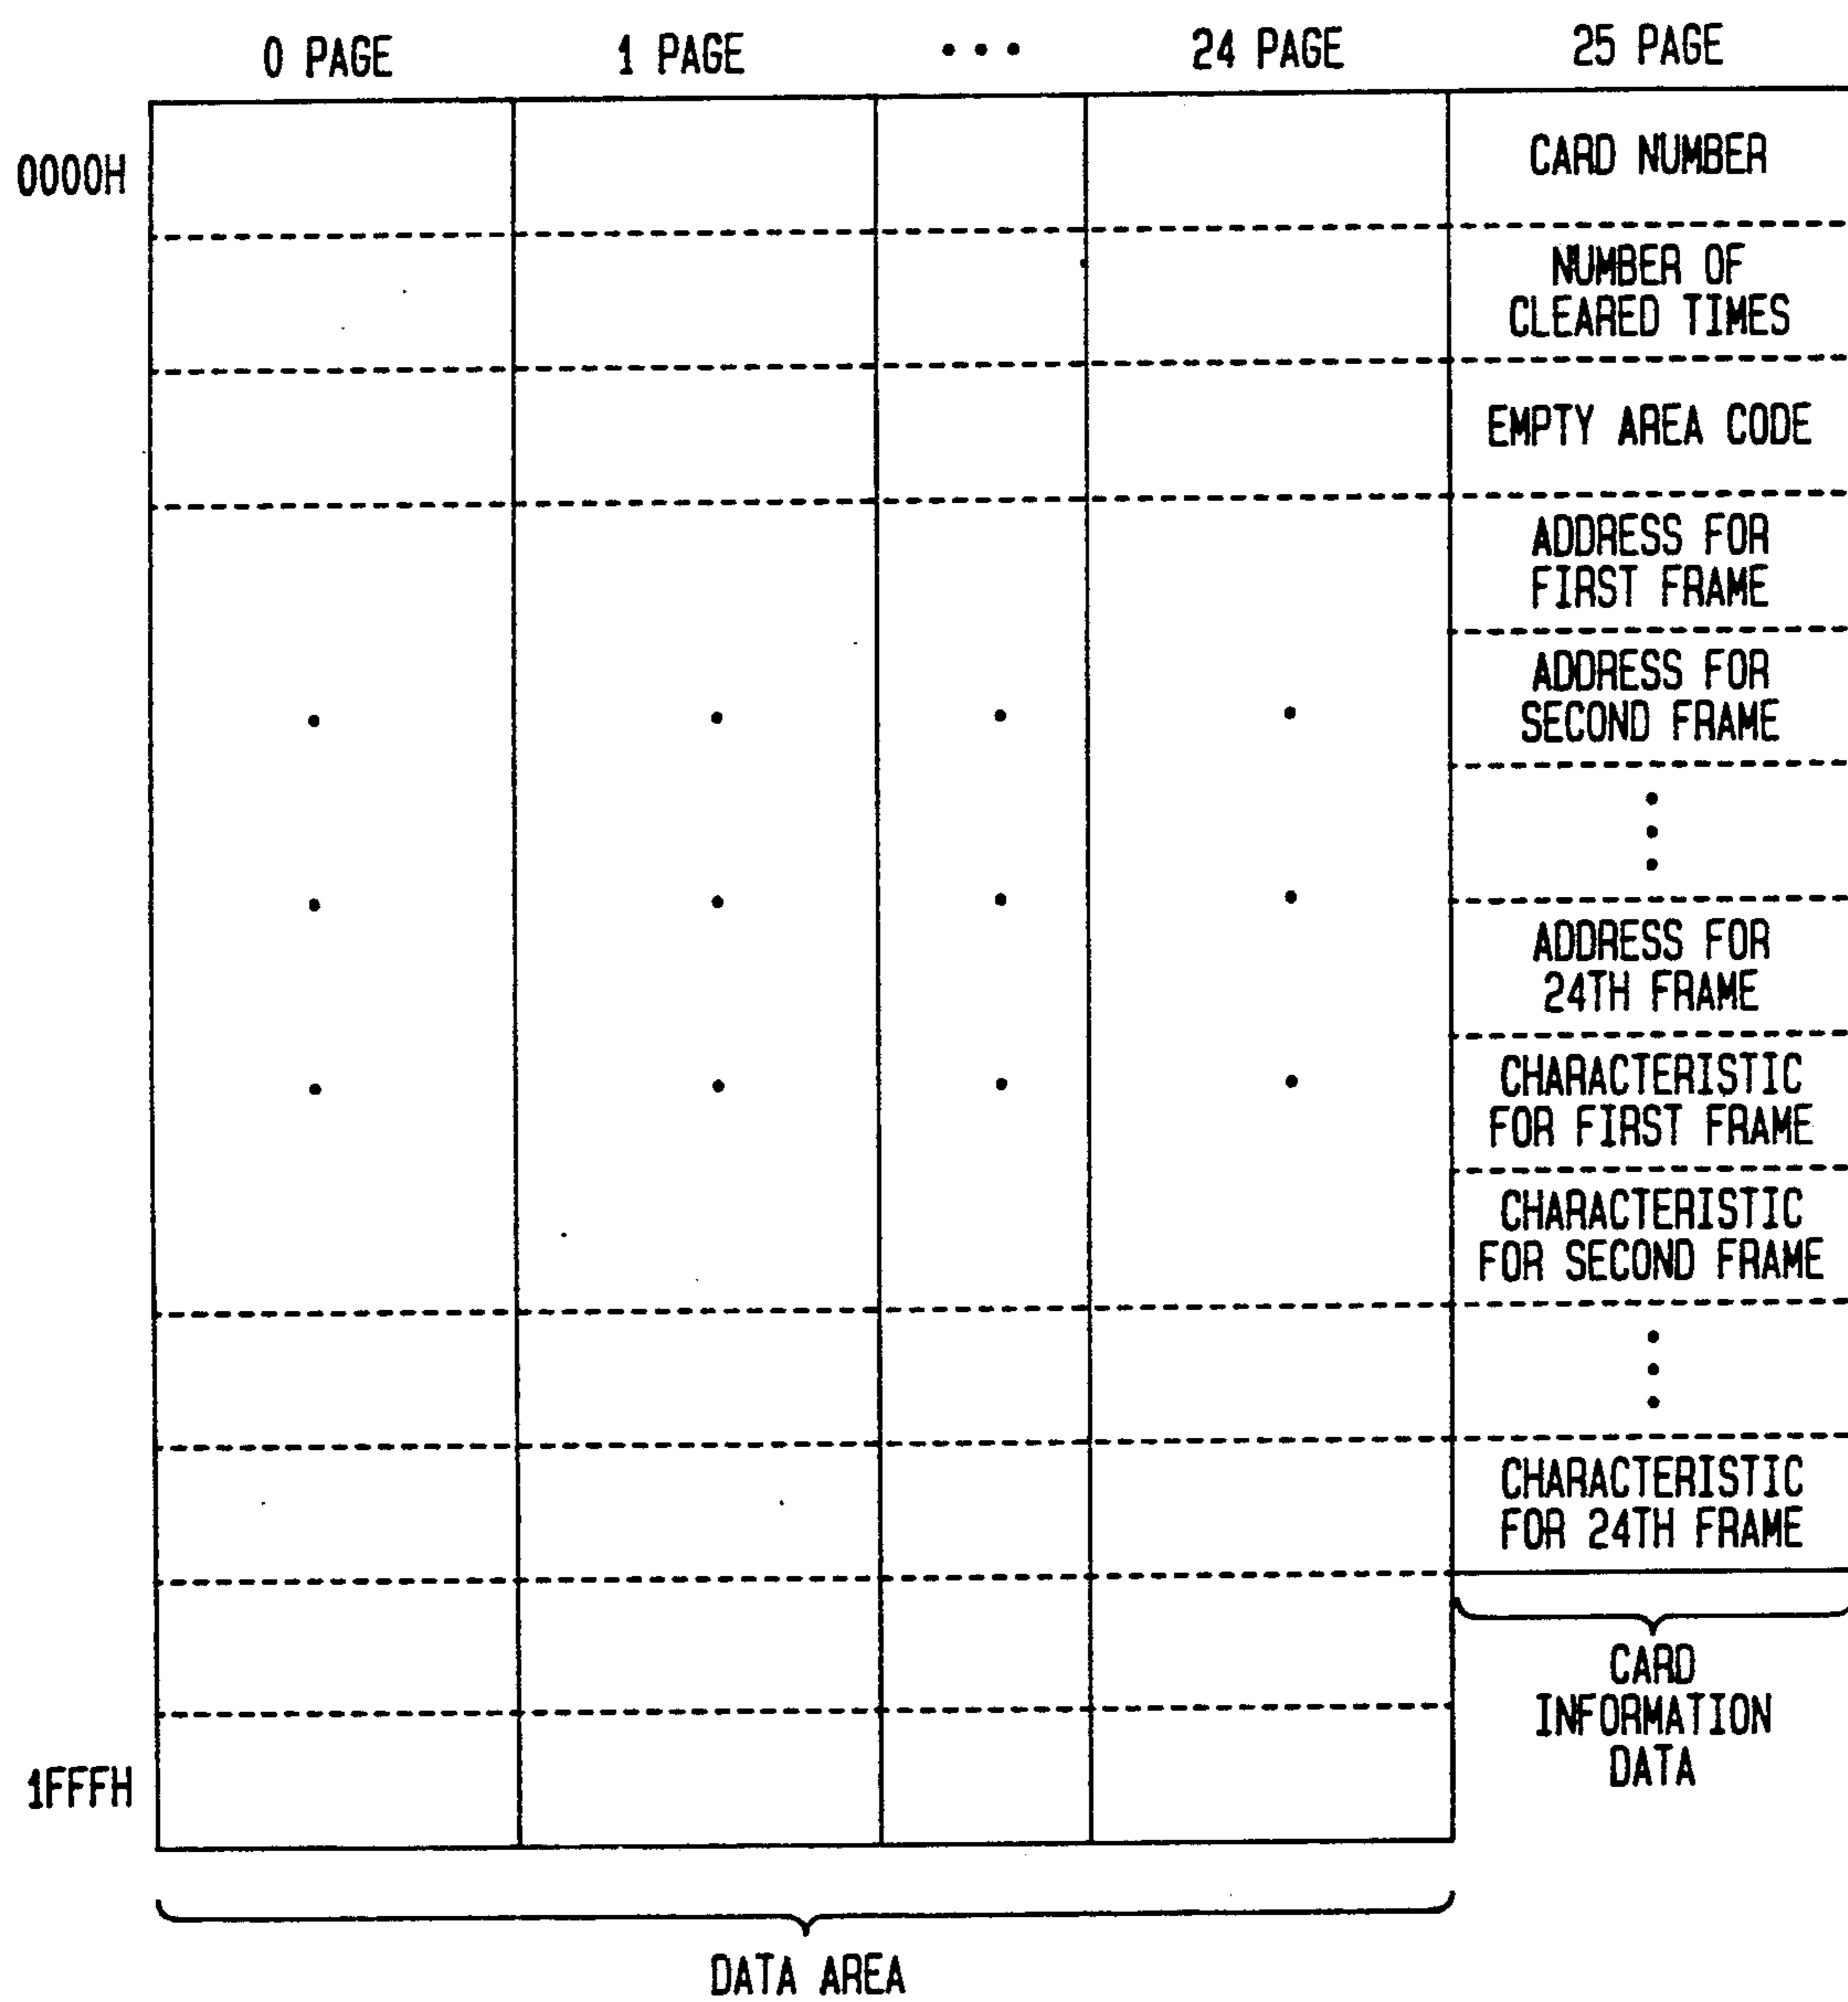 0 PAGE 1 PAGE ••• 24 PAGE 25 PAGE
0000H
CARD NUMBER
NUMBER OF
CLEARED TIMES
EMPTY AREA CODE
ADDRESS FOR
FIRST FRAME
ADDRESS FOR
SECOND FRAME
ADDRESS FOR
24TH FRAME
CHARACTERISTIC
FOR FIRST FRAME
CHARACTERISTIC
FOR SECOND FRAME
CHARACTERISTIC
FOR 24TH FRAME
CARD
INFORMATION
DATA
1FFFH
DATA AREA